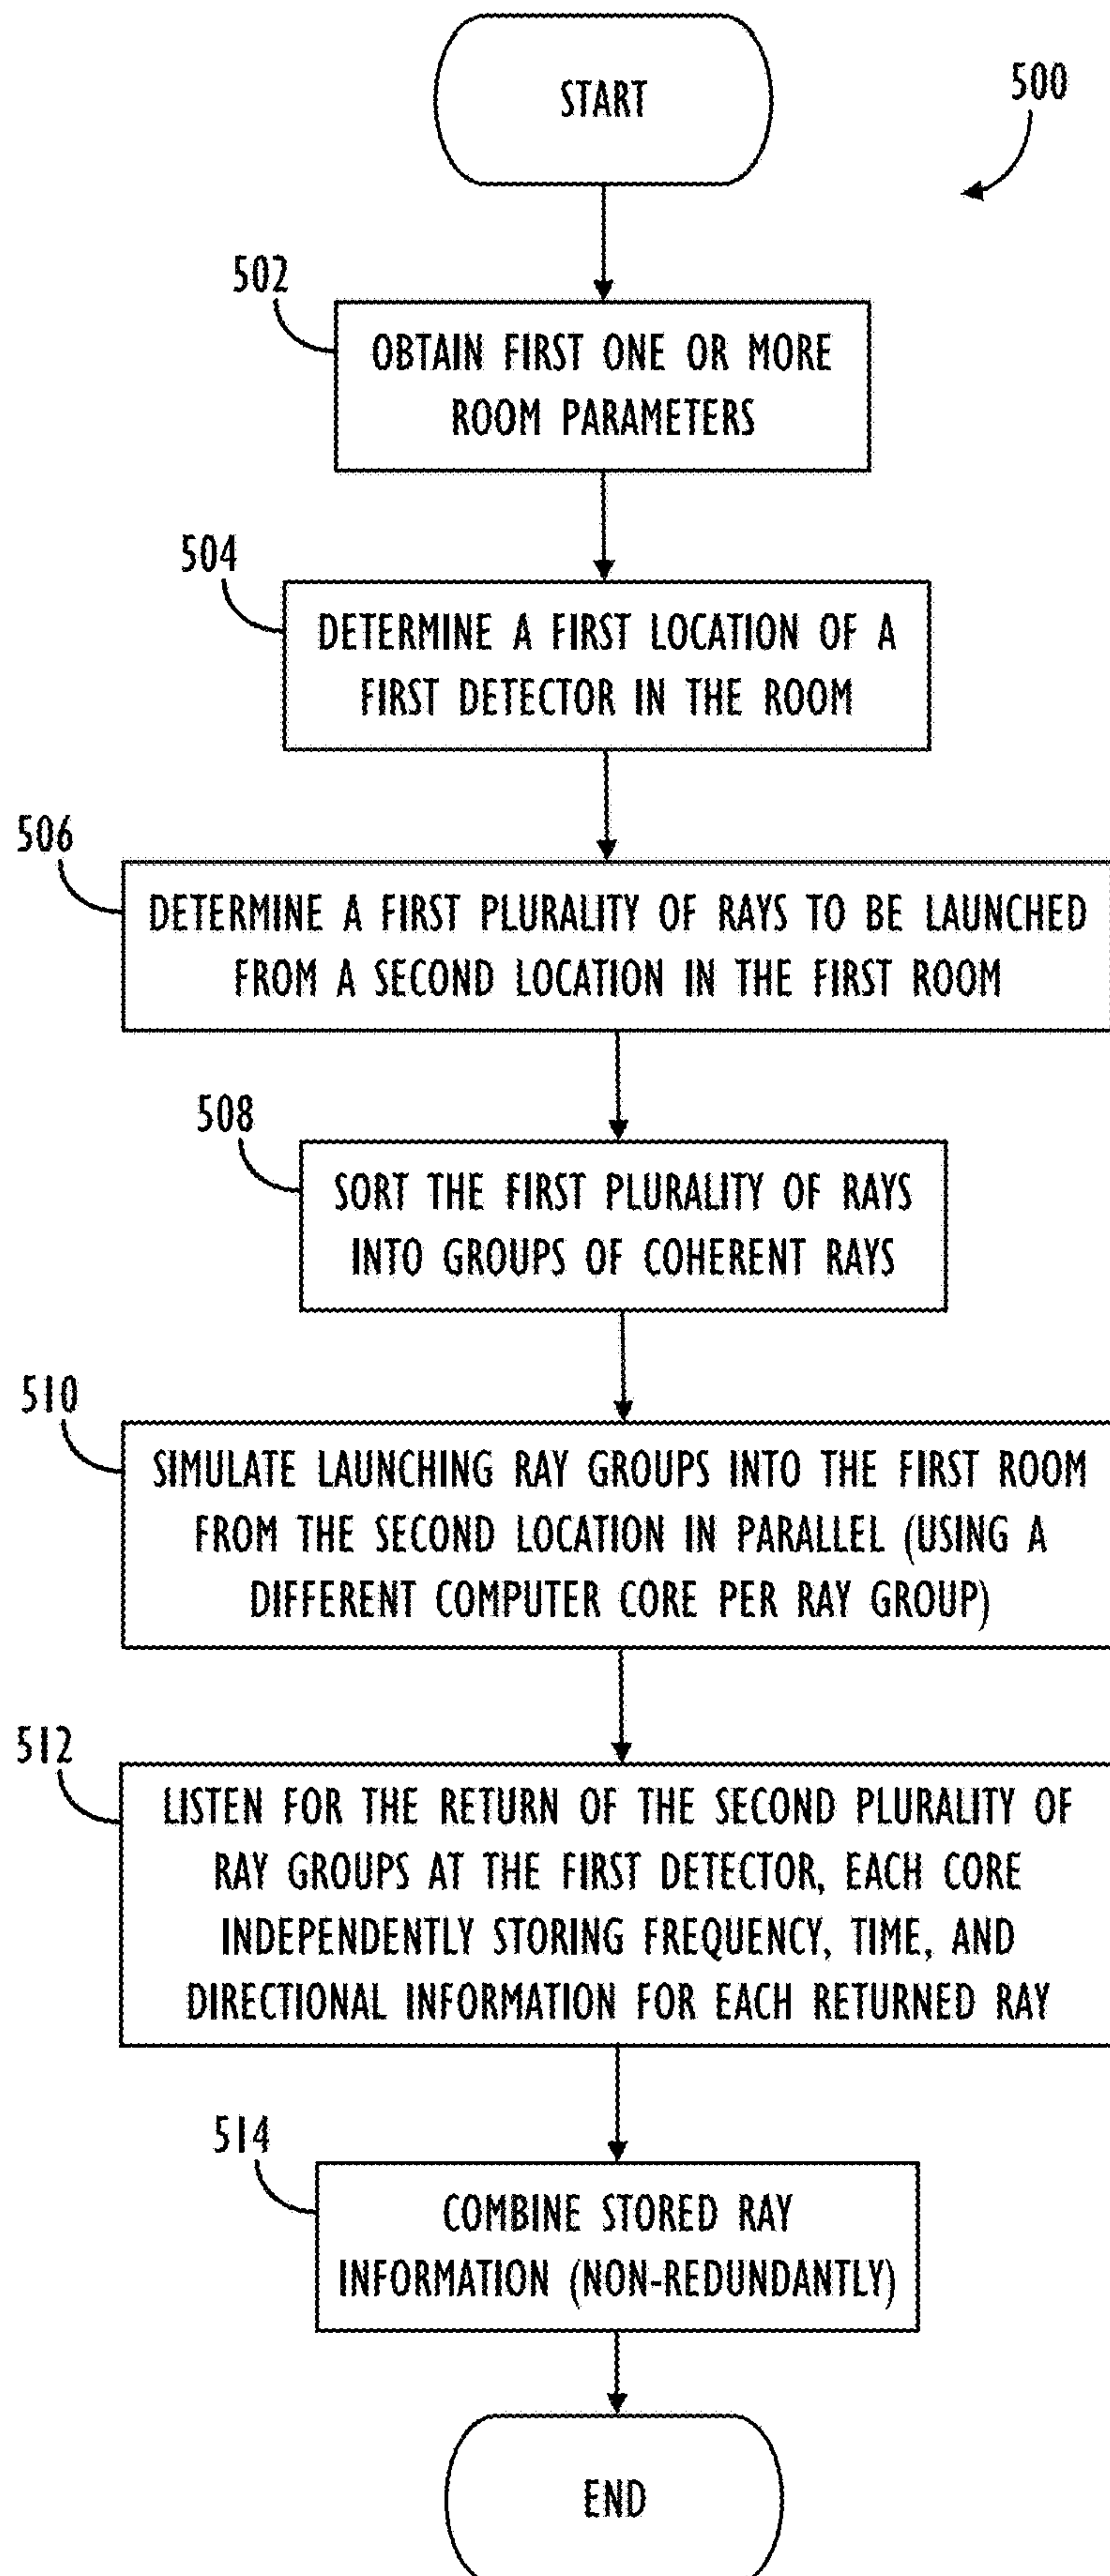 START
500
502
OBTAIN FIRST ONE OR MORE
ROOM PARAMETERS
504
DETERMINE A FIRST LOCATION OF A
FIRST DETECTOR IN THE ROOM
506
DETERMINE A FIRST PLURALITY OF RAYS TO BE LAUNCHED
FROM A SECOND LOCATION IN THE FIRST ROOM
508
SORT THE FIRST PLURALITY OF RAYS
INTO GROUPS OF COHERENT RAYS
510
SIMULATE LAUNCHING RAY GROUPS INTO THE FIRST ROOM
FROM THE SECOND LOCATION IN PARALLEL (USING A
DIFFERENT COMPUTER CORE PER RAY GROUP)
512
LISTEN FOR THE RETURN OF THE SECOND PLURALITY OF
RAY GROUPS AT THE FIRST DETECTOR, EACH CORE
INDEPENDENTLY STORING FREQUENCY, TIME, AND
DIRECTIONAL INFORMATION FOR EACH RETURNED RAY
514
COMBINE STORED RAY
INFORMATION (NON-REDUNDANTLY)
END